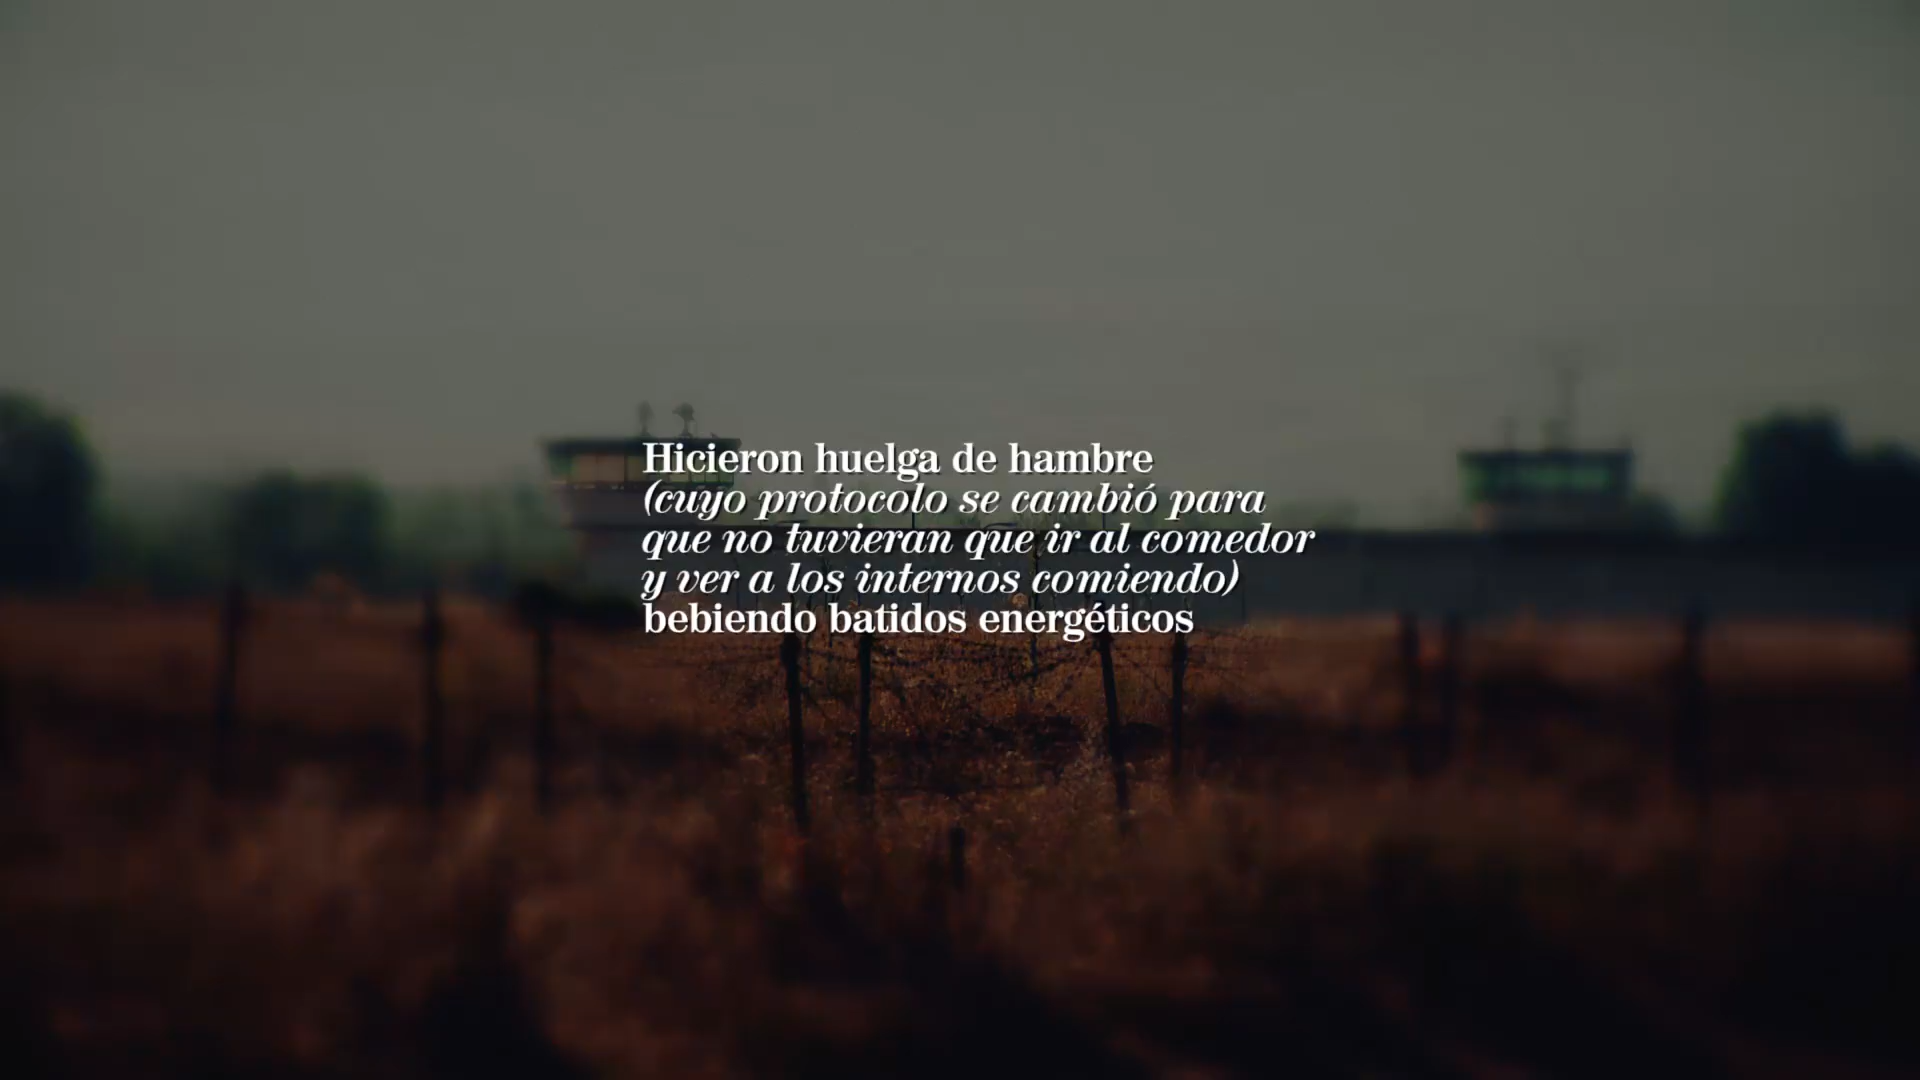 Hicieron huelga de hambre
(cuyo protocolo se cambió para
que no tuvieran que ir al comedor
y ver a los internos comiendo)
bebiendo batidos energéticos